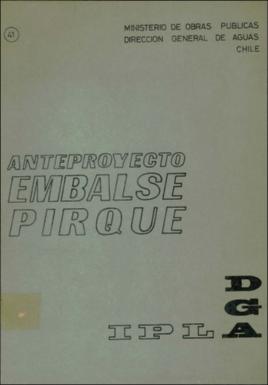 41
MINISTERIO DE OBRAS PUBLICAS
DIRECCION GENERAL DE AGUAS
CHILE
ANTEPROYECTO
EMBALSE
PIRQUE
DGA
IPLA